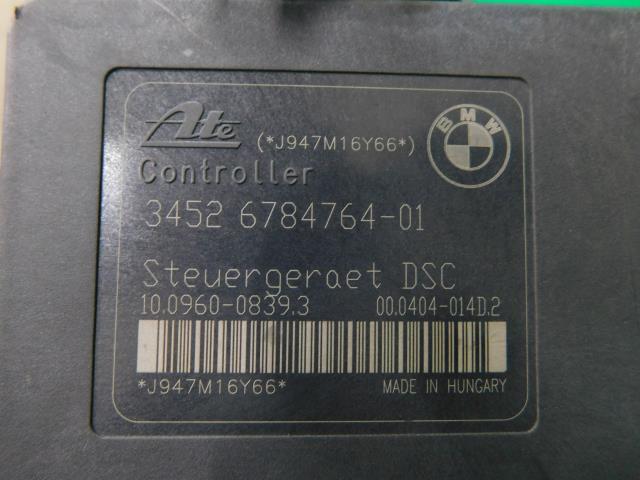 Ate (*J947M16Y66*) BMW
Controller
3452 6784764-01
Steuergeraet DSC
10.0960-0839.3 00.0404-014D.2
*J947M16Y66* MADE IN HUNGARY